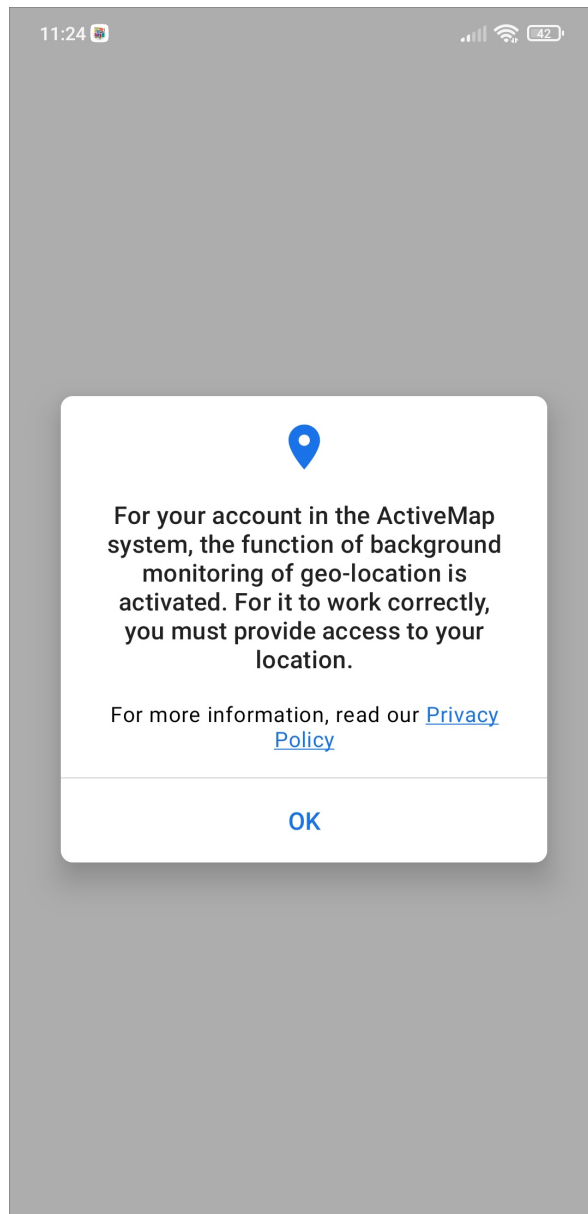 11:24
42
For your account in the ActiveMap
system, the function of background
monitoring of geo-location is
activated. For it to work correctly,
you must provide access to your
location.
For more information, read our Privacy
Policy
OK